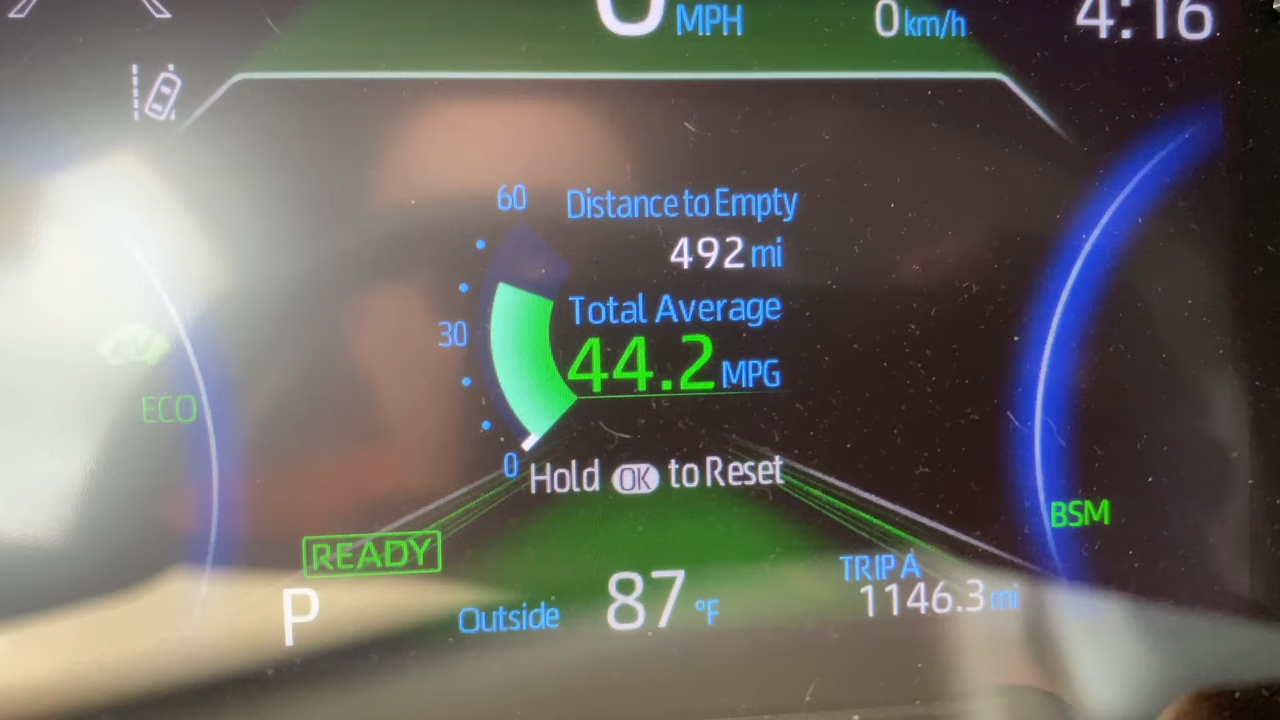 0 MPH 0 km/h 4:16
60 Distance to Empty
492 mi
Total Average
30 44.2 MPG
ECO
0 Hold OK to Reset
BSM
READY
TRIP A
P Outside 87 °F 1146.3 mi